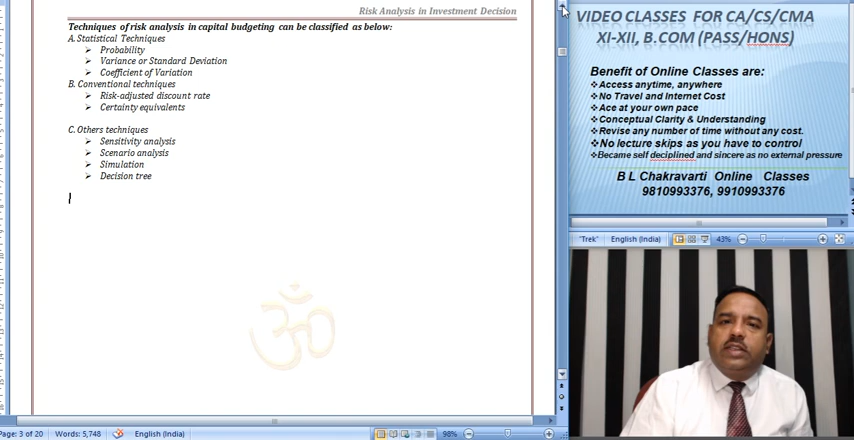 Risk Analysis in Investment Decision
Techniques of risk analysis in capital budgeting can be classified as below:
A. Statistical Techniques
➢ Probability
➢ Variance or Standard Deviation
➢ Coefficient of Variation
B. Conventional techniques
➢ Risk-adjusted discount rate
➢ Certainty equivalents
C. Others techniques
➢ Sensitivity analysis
➢ Scenario analysis
➢ Simulation
➢ Decision tree
ॐ
Page: 3 of 20 Words: 5,748 English (India) 98%
VIDEO CLASSES FOR CA/CS/CMA
XI-XII, B.COM (PASS/HONS)
Benefit of Online Classes are:
❖Access anytime, anywhere
❖No Travel and Internet Cost
❖Ace at your own pace
❖Conceptual Clarity & Understanding
❖Revise any number of time without any cost.
❖No lecture skips as you have to control
❖Became self deciplined and sincere as no external pressure
B L Chakravarti Online Classes
9810993376, 9910993376
"Trek" English (India) 43%